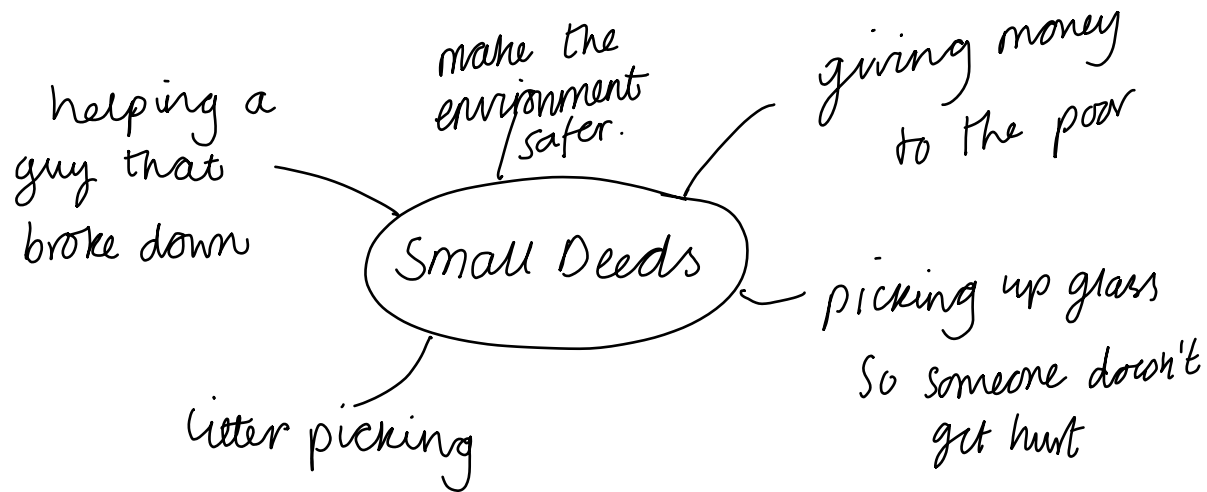 make the
environment
safer.
giving money
to the poor
helping a
guy that
broke down
Small Deeds
picking up glass
so someone doesn't
get hurt
litter picking